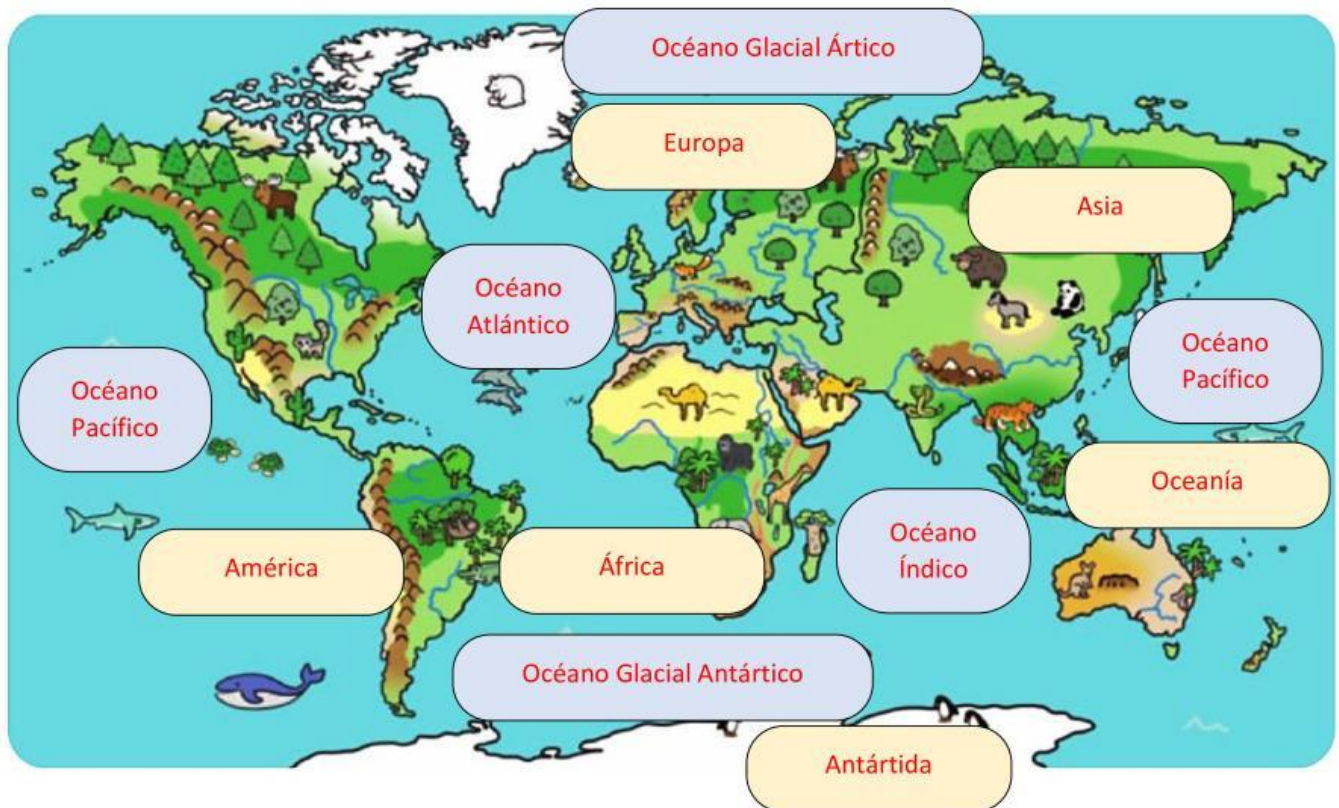 Océano Glacial Ártico
Europa
Asia
Océano
Atlántico
Océano
Pacífico
Océano
Pacífico
Oceanía
Océano
Índico
América
África
Océano Glacial Antártico
Antártida